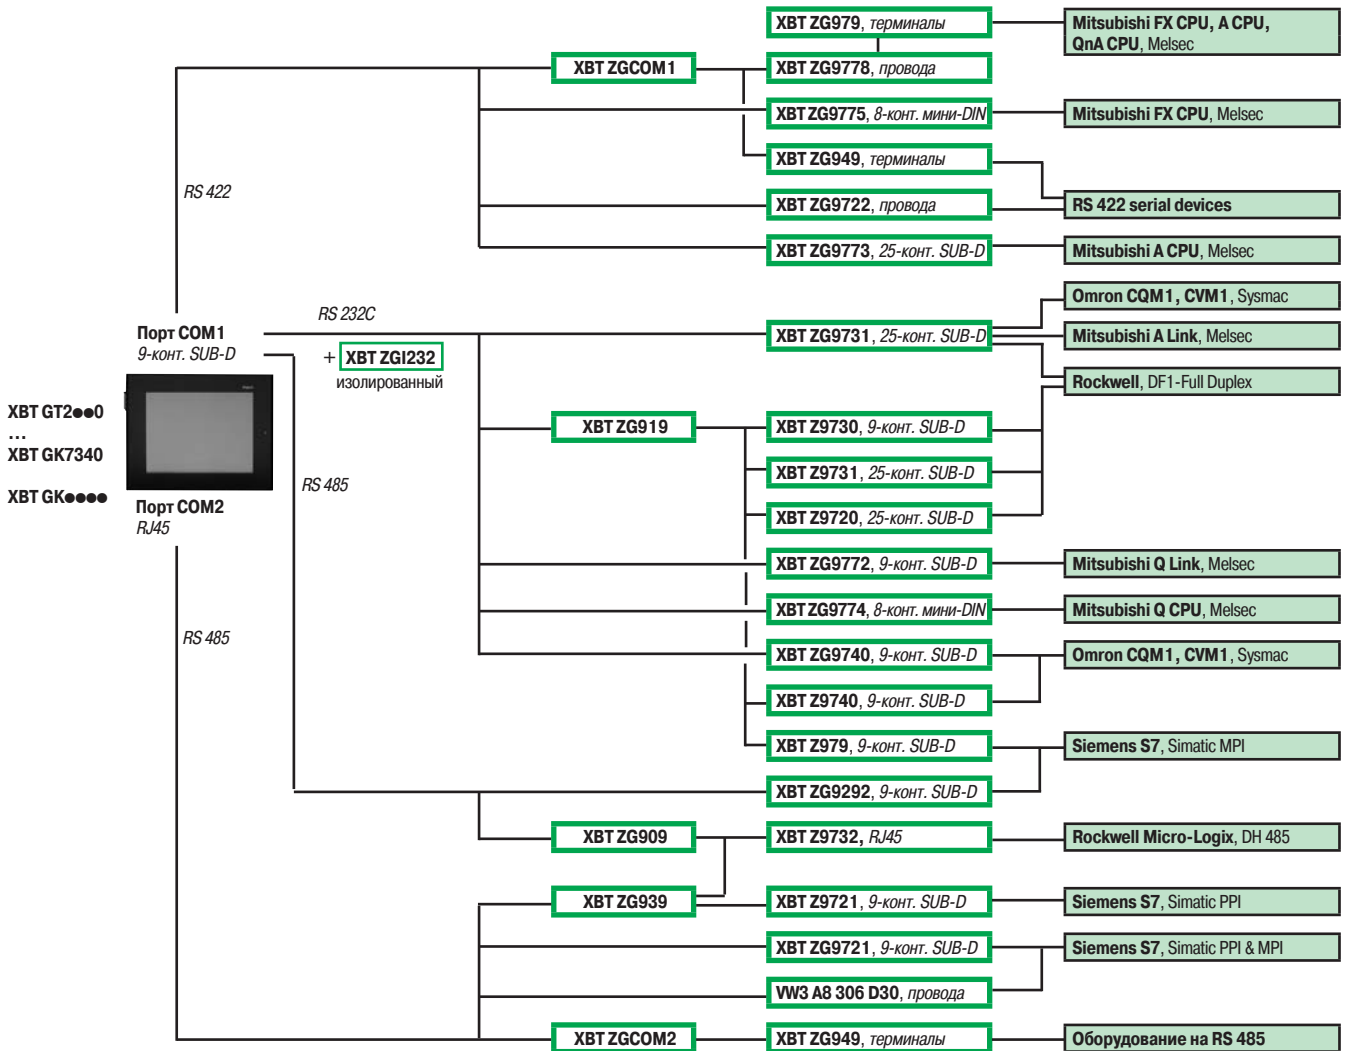 XBT ZG979, терминалы
Mitsubishi FX CPU, A CPU,
QnA CPU, Melsec
XBT ZGCOM1
XBT ZG9778, провода
XBT ZG9775, 8-конт. мини-DIN
Mitsubishi FX CPU, Melsec
XBT ZG949, терминалы
RS 422
XBT ZG9722, провода
RS 422 serial devices
XBT ZG9773, 25-конт. SUB-D
Mitsubishi A CPU, Melsec
Omron CQM1, CVM1, Sysmac
RS 232C
Порт COM1
9-конт. SUB-D
XBT ZG9731, 25-конт. SUB-D
Mitsubishi A Link, Melsec
+ XBT ZGI232
изолированный
Rockwell, DF1-Full Duplex
XBT GT2●●0
...
XBT GK7340
XBT GK●●●●
XBT ZG919
XBT Z9730, 9-конт. SUB-D
XBT Z9731, 25-конт. SUB-D
RS 485
Порт COM2
RJ45
XBT Z9720, 25-конт. SUB-D
XBT ZG9772, 9-конт. SUB-D
Mitsubishi Q Link, Melsec
XBT ZG9774, 8-конт. мини-DIN
Mitsubishi Q CPU, Melsec
RS 485
XBT ZG9740, 9-конт. SUB-D
Omron CQM1, CVM1, Sysmac
XBT Z9740, 9-конт. SUB-D
XBT Z979, 9-конт. SUB-D
Siemens S7, Simatic MPI
XBT ZG9292, 9-конт. SUB-D
XBT ZG909
XBT Z9732, RJ45
Rockwell Micro-Logix, DH 485
XBT ZG939
XBT Z9721, 9-конт. SUB-D
Siemens S7, Simatic PPI
XBT ZG9721, 9-конт. SUB-D
Siemens S7, Simatic PPI & MPI
VW3 A8 306 D30, провода
XBT ZGCOM2
XBT ZG949, терминалы
Оборудование на RS 485